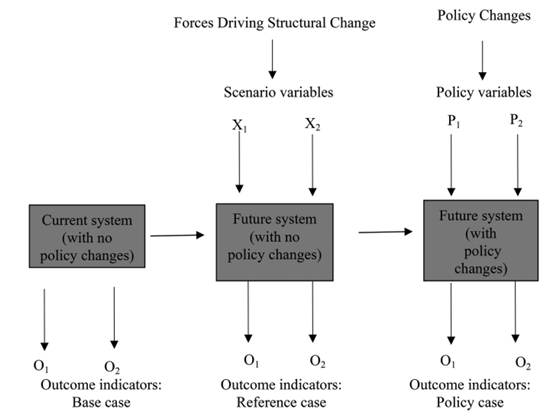 Forces Driving Structural Change
Policy Changes
Scenario variables
Policy variables
X₁
X₂
P₁
P₂
Current system
(with no
policy changes)
Future system
(with no
policy changes)
Future system
(with
policy
changes)
O₁
O₂
O₁
O₂
O₁
O₂
Outcome indicators:
Base case
Outcome indicators:
Reference case
Outcome indicators:
Policy case